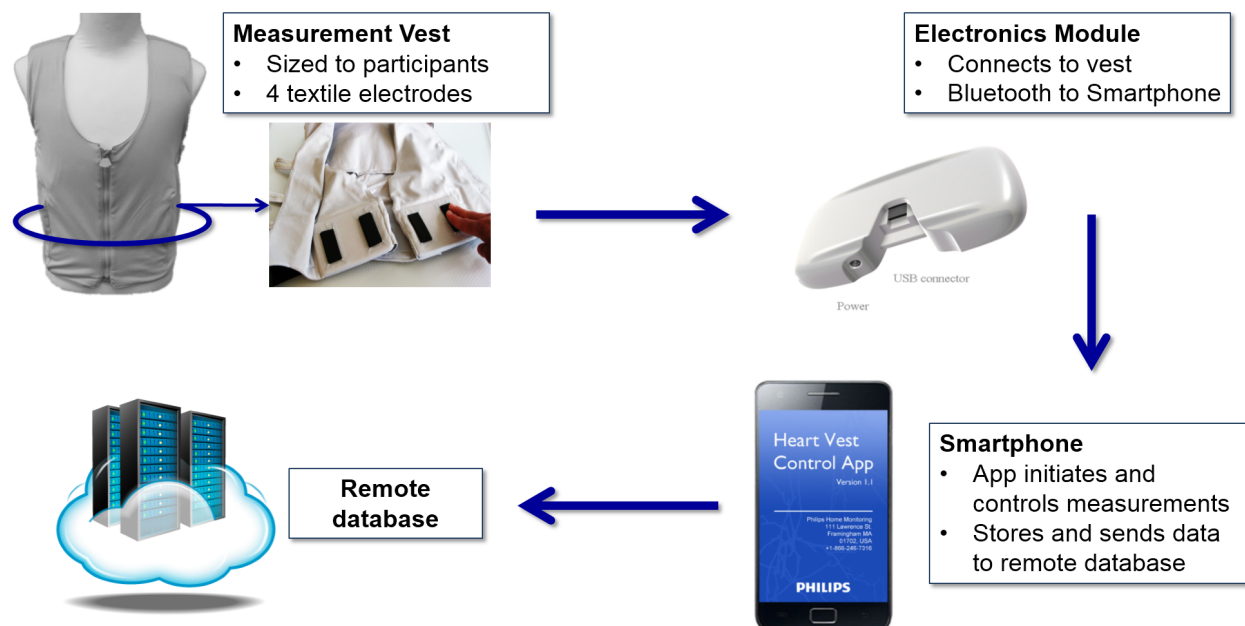 Measurement Vest
• Sized to participants
• 4 textile electrodes
Electronics Module
• Connects to vest
• Bluetooth to Smartphone
USB connector
Power
Heart Vest
Control App
Version 1.1
Philips Home Monitoring
111 Lawrence St.
Framingham MA
01702, USA
+1-866-246-7316
PHILIPS
Smartphone
• App initiates and
controls measurements
• Stores and sends data
to remote database
Remote
database